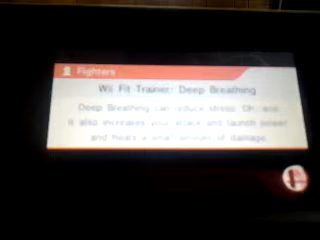 Fighters
Wii Fit Trainer: Deep Breathing
Deep Breathing can reduce stress. Oh, and
it also increases your attack and launch power
and heals a small amount of damage.